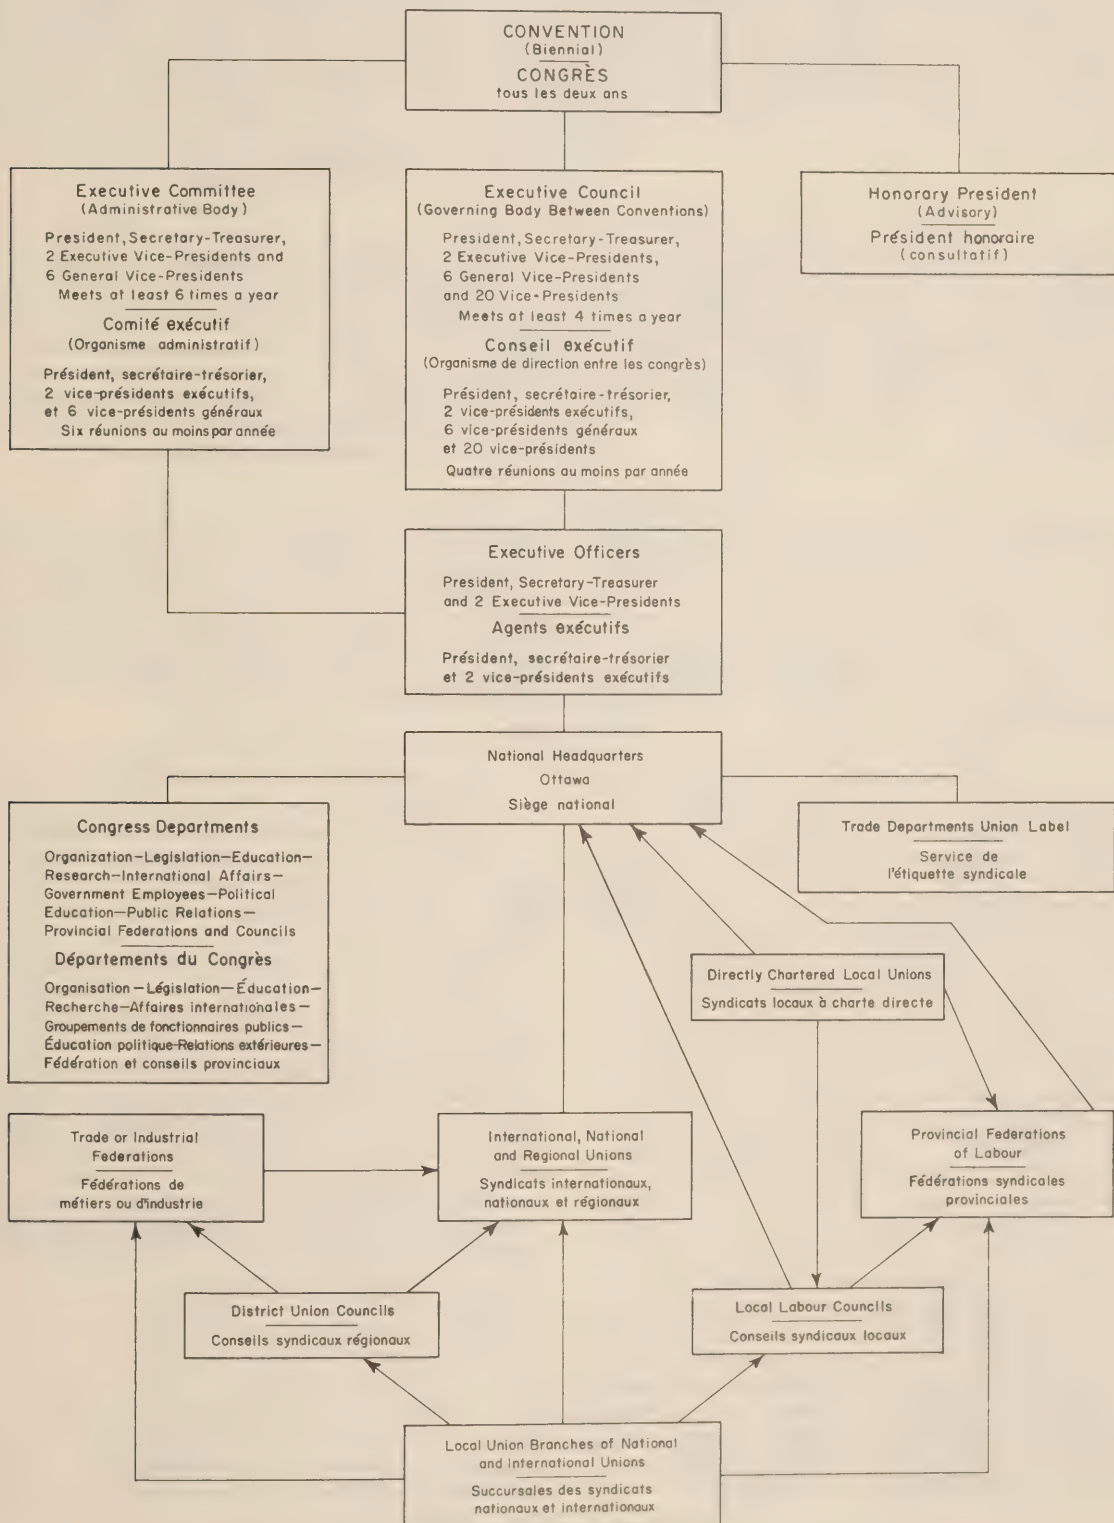 CONVENTION
(Biennial)
CONGRÈS
tous les deux ans
Executive Committee
(Administrative Body)
President, Secretary-Treasurer,
2 Executive Vice-Presidents and
6 General Vice-Presidents
Meets at least 6 times a year
Comité exécutif
(Organisme administratif)
Président, secrétaire-trésorier,
2 vice-présidents exécutifs,
et 6 vice-présidents généraux
Six réunions au moins par année
Executive Council
(Governing Body Between Conventions)
President, Secretary-Treasurer,
2 Executive Vice-Presidents,
6 General Vice-Presidents
and 20 Vice-Presidents
Meets at least 4 times a year
Conseil exécutif
(Organisme de direction entre les congrès)
Président, secrétaire-trésorier,
2 vice-présidents exécutifs,
6 vice-présidents généraux
et 20 vice-présidents
Quatre réunions au moins par année
Honorary President
(Advisory)
Président honoraire
(consultatif)
Executive Officers
President, Secretary-Treasurer
and 2 Executive Vice-Presidents
Agents exécutifs
Président, secrétaire-trésorier
et 2 vice-présidents exécutifs
National Headquarters
Ottawa
Siège national
Congress Departments
Organization—Legislation—Education—
Research—International Affairs—
Government Employees—Political
Education—Public Relations—
Provincial Federations and Councils
Départements du Congrès
Organisation—Législation—Éducation—
Recherche—Affaires internationales—
Groupements de fonctionnaires publics—
Éducation politique-Relations extérieures—
Fédération et conseils provinciaux
Trade Departments Union Label
Service de
l'étiquette syndicale
Directly Chartered Local Unions
Syndicats locaux à charte directe
Trade or Industrial
Federations
Fédérations de
métiers ou d'industrie
International, National
and Regional Unions
Syndicats internationaux,
nationaux et régionaux
Provincial Federations
of Labour
Fédérations syndicales
provinciales
District Union Councils
Conseils syndicaux régionaux
Local Labour Councils
Conseils syndicaux locaux
Local Union Branches of National
and International Unions
Succursales des syndicats
nationaux et internationaux